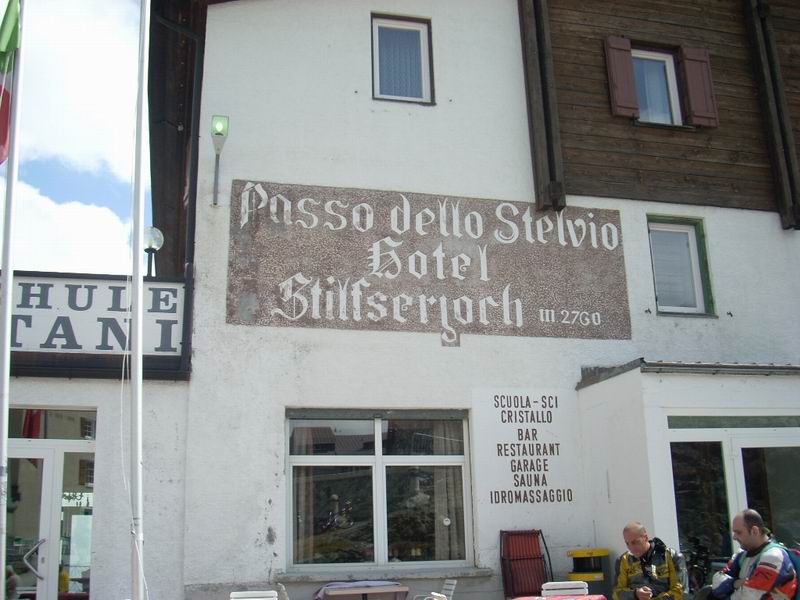 Passo dello Stelvio
Hotel
Stilfserjoch m 2760
HULE
TANI
SCUOLA-SCI
CRISTALLO
BAR
RESTAURANT
GARAGE
SAUNA
IDROMASSAGGIO